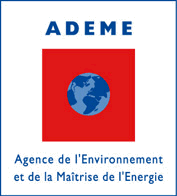 ADEME
Agence de l'Environnement
et de la Maîtrise de l'Energie